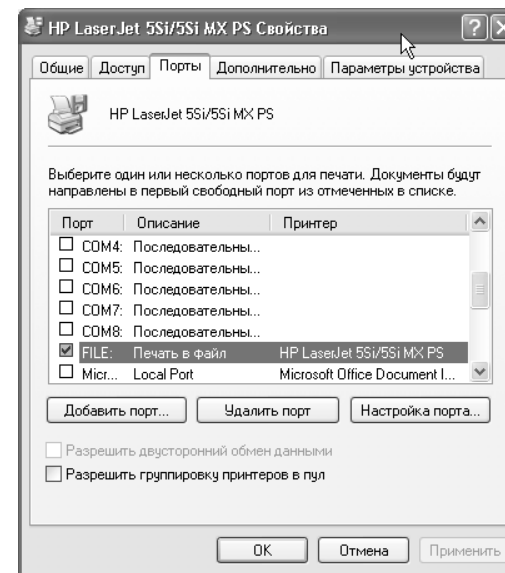 HP LaserJet 5Si/5Si MX PS Свойства
Общие Доступ Порты Дополнительно Параметры устройства
HP LaserJet 5Si/5Si MX PS
Выберите один или несколько портов для печати. Документы будут
направлены в первый свободный порт из отмеченных в списке.
Порт Описание Принтер
COM4: Последовательны...
COM5: Последовательны...
COM6: Последовательны...
COM7: Последовательны...
COM8: Последовательны...
FILE: Печать в файл HP LaserJet 5Si/5Si MX PS
Micr... Local Port Microsoft Office Document I...
Добавить порт... Удалить порт Настройка порта...
Разрешить двусторонний обмен данными
Разрешить группировку принтеров в пул
OK Отмена Применить